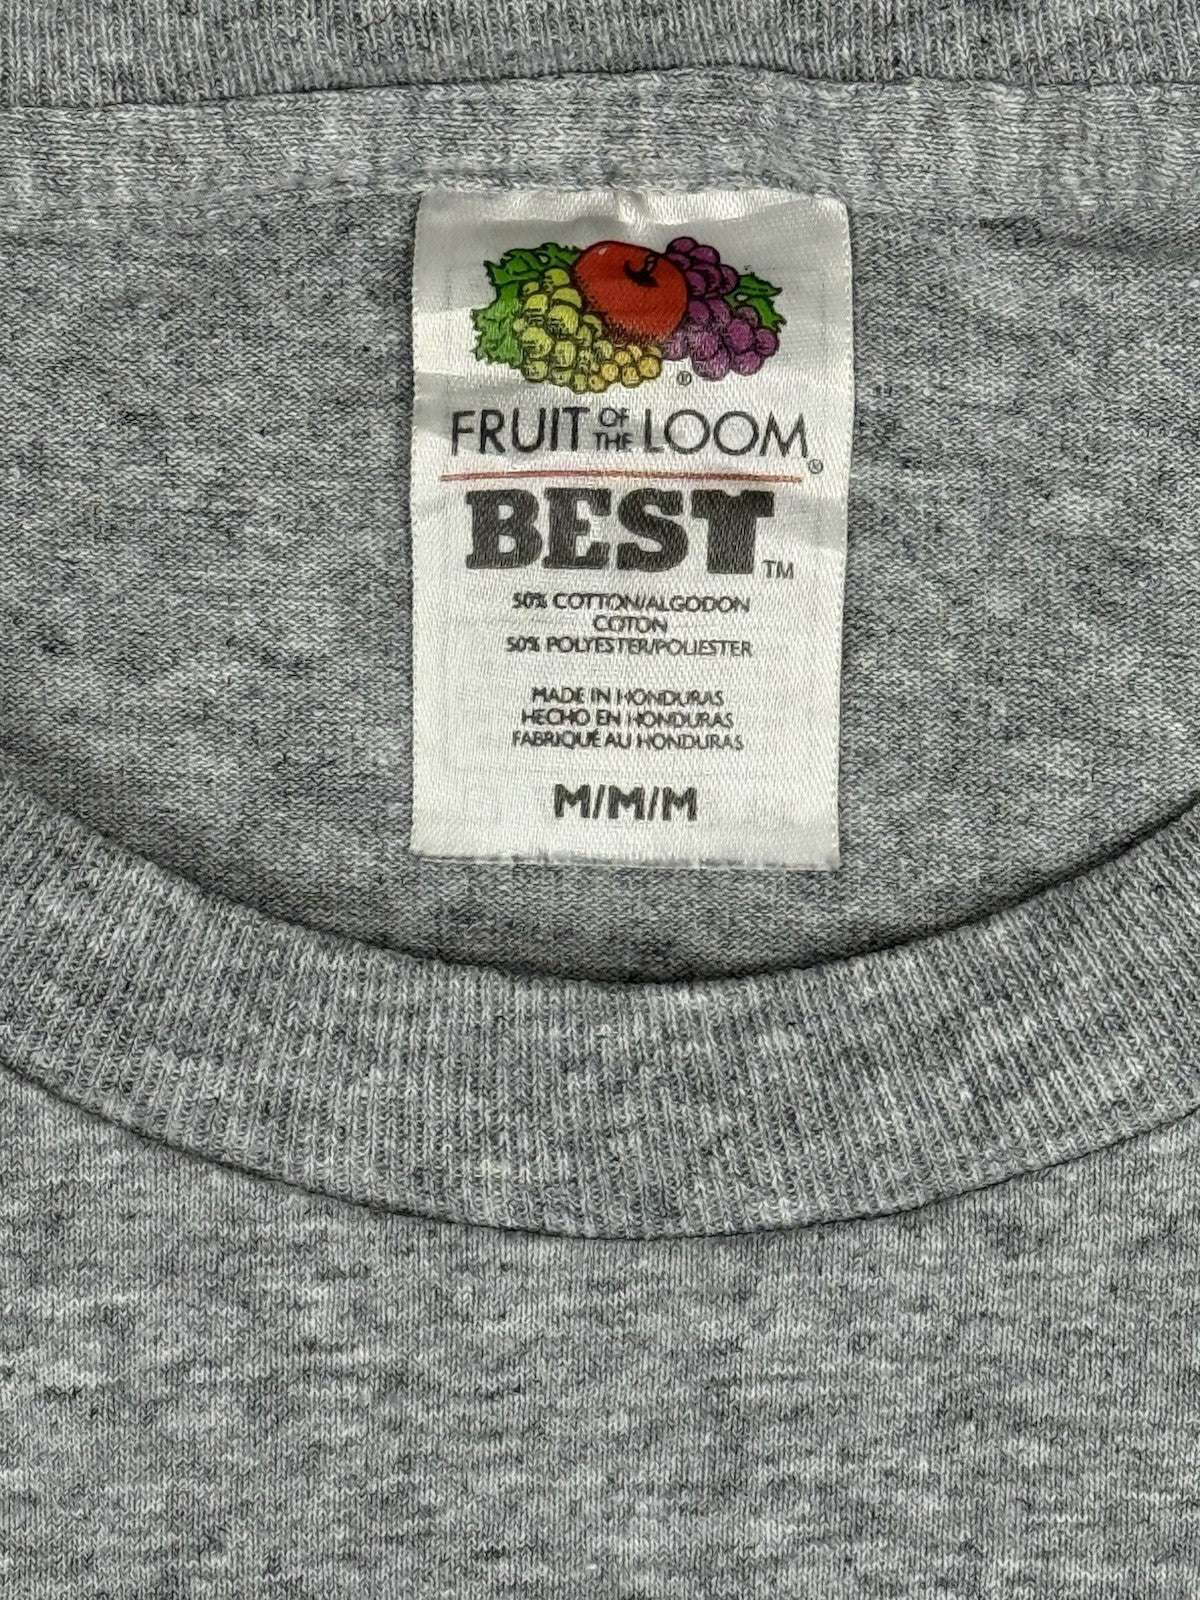 ®
FRUIT OF THE LOOM®
BEST™
50% COTTON/ALGODON
COTON
50% POLYESTER/POLIESTER
MADE IN HONDURAS
HECHO EN HONDURAS
FABRIQUÉ AU HONDURAS
M/M/M